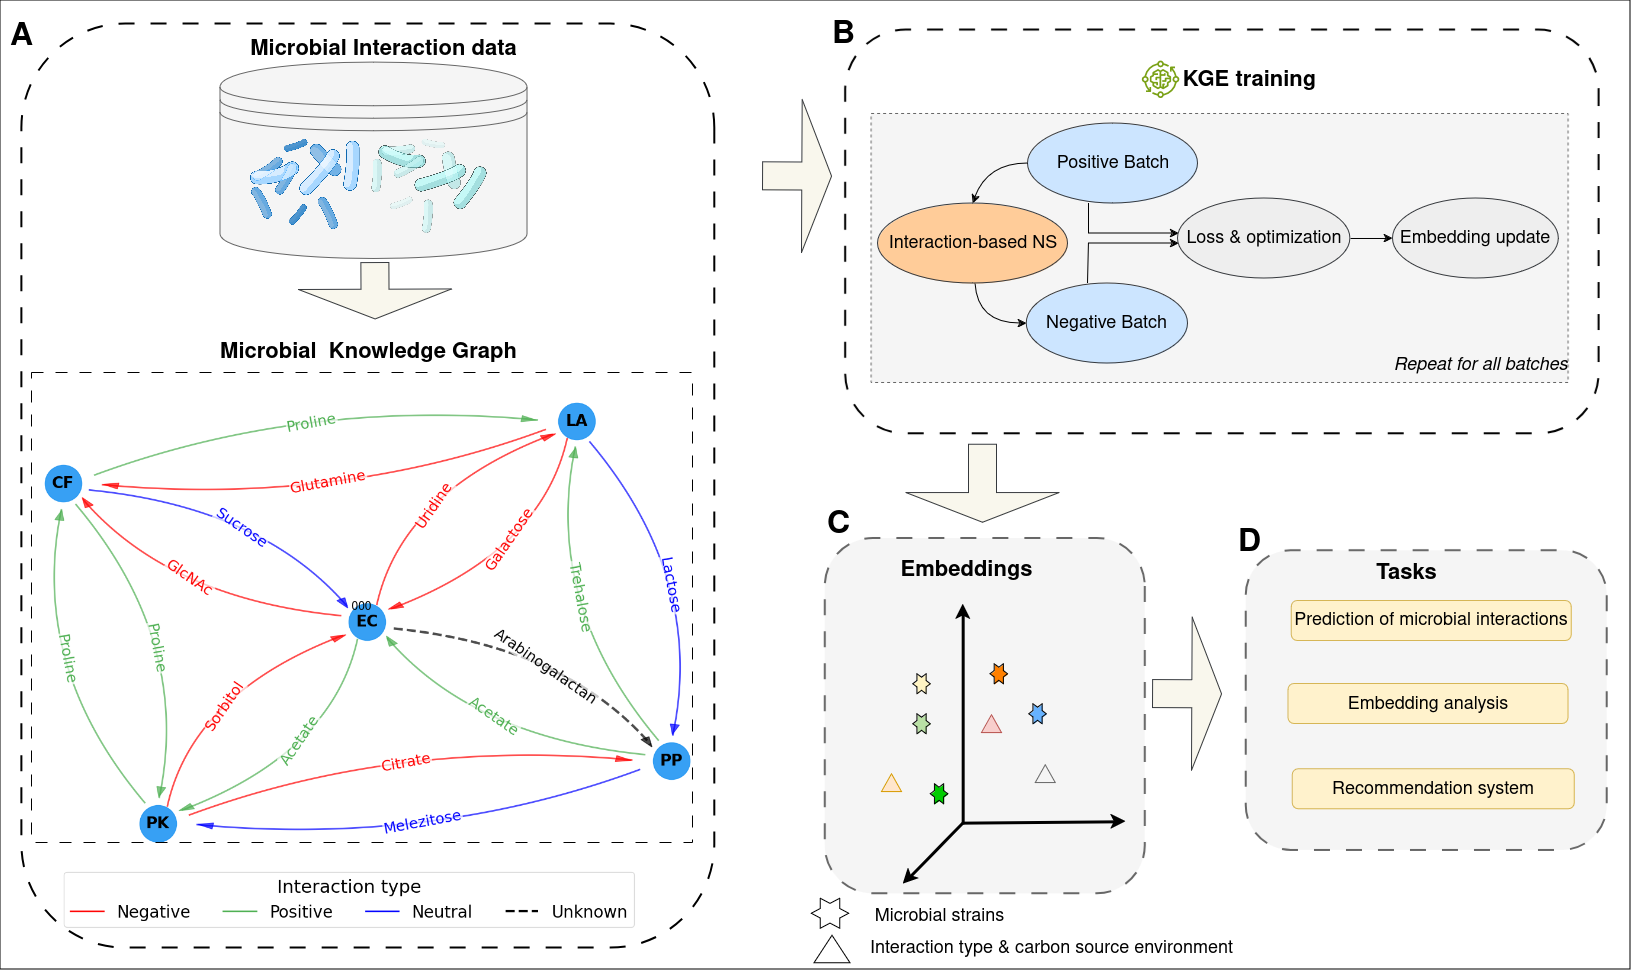 A
Microbial Interaction data
Microbial Knowledge Graph
Proline
LA
CF
Glutamine
Uridine
Sucrose
Galactose
GlcNAc
Lactose
Trehalose
000
EC
Arabinogalactan
Proline
Proline
Sorbitol
Acetate
Acetate
Citrate
PP
PK
Melezitose
Interaction type
Negative Positive Neutral Unknown
B
KGE training
Positive Batch
Interaction-based NS
Loss & optimization
Embedding update
Negative Batch
Repeat for all batches
C
Embeddings
Microbial strains
Interaction type & carbon source environment
D
Tasks
Prediction of microbial interactions
Embedding analysis
Recommendation system